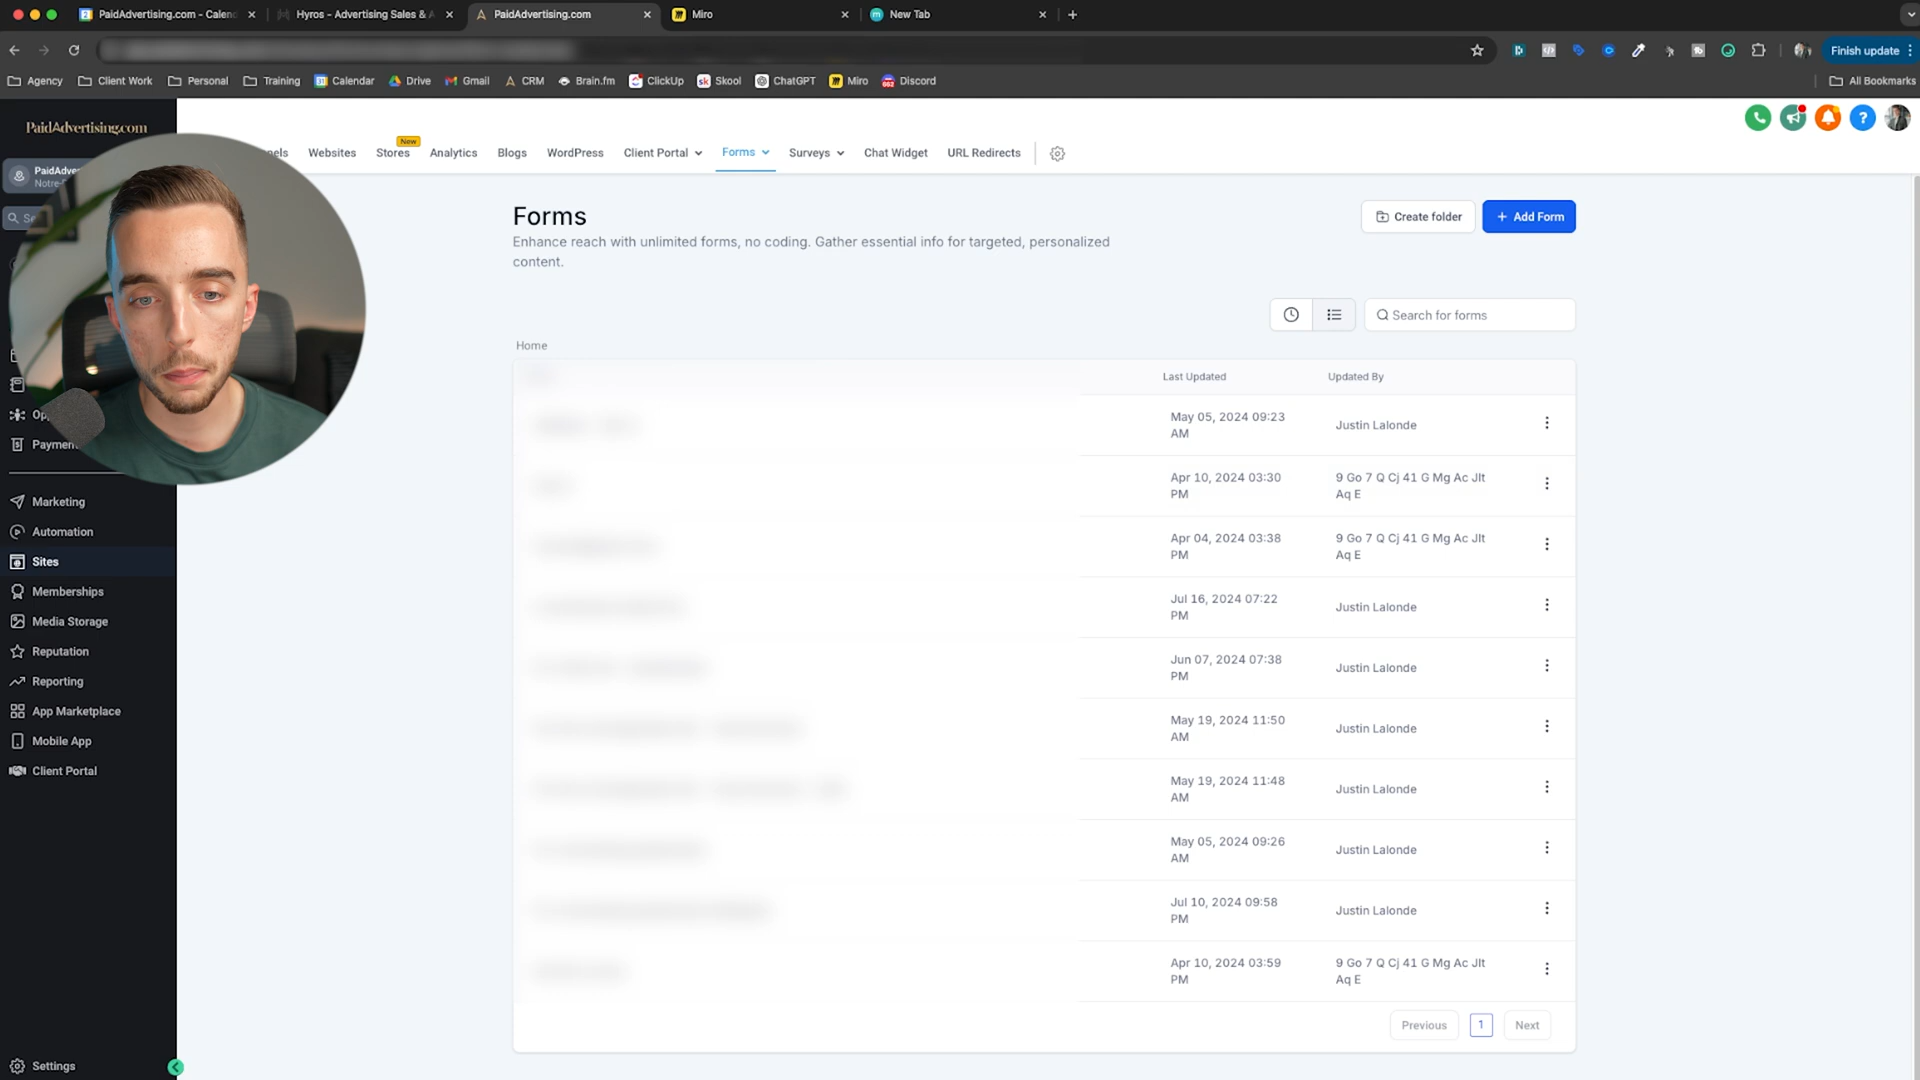 PaidAdvertising.com - Calen
Hyros - Advertising Sales & A
PaidAdvertising.com
Miro
New Tab
Finish update
Agency
Client Work
Personal
Training
Calendar
Drive
Gmail
CRM
Brain.fm
ClickUp
Skool
ChatGPT
Miro
Discord
All Bookmarks
PaidAdvertising.com
PaidAdve
Notre-
Se
Op
Paymen
Marketing
Automation
Sites
Memberships
Media Storage
Reputation
Reporting
App Marketplace
Mobile App
Client Portal
Settings
nels
Websites
New
Stores
Analytics
Blogs
WordPress
Client Portal
Forms
Surveys
Chat Widget
URL Redirects
Forms
Enhance reach with unlimited forms, no coding. Gather essential info for targeted, personalized
content.
Create folder
+ Add Form
Search for forms
Home
Last Updated
Updated By
May 05, 2024 09:23
AM
Justin Lalonde
Apr 10, 2024 03:30
PM
9 Go 7 Q Cj 41 G Mg Ac Jlt
Aq E
Apr 04, 2024 03:38
PM
9 Go 7 Q Cj 41 G Mg Ac Jlt
Aq E
Jul 16, 2024 07:22
PM
Justin Lalonde
Jun 07, 2024 07:38
PM
Justin Lalonde
May 19, 2024 11:50
AM
Justin Lalonde
May 19, 2024 11:48
AM
Justin Lalonde
May 05, 2024 09:26
AM
Justin Lalonde
Jul 10, 2024 09:58
PM
Justin Lalonde
Apr 10, 2024 03:59
PM
9 Go 7 Q Cj 41 G Mg Ac Jlt
Aq E
Previous
1
Next